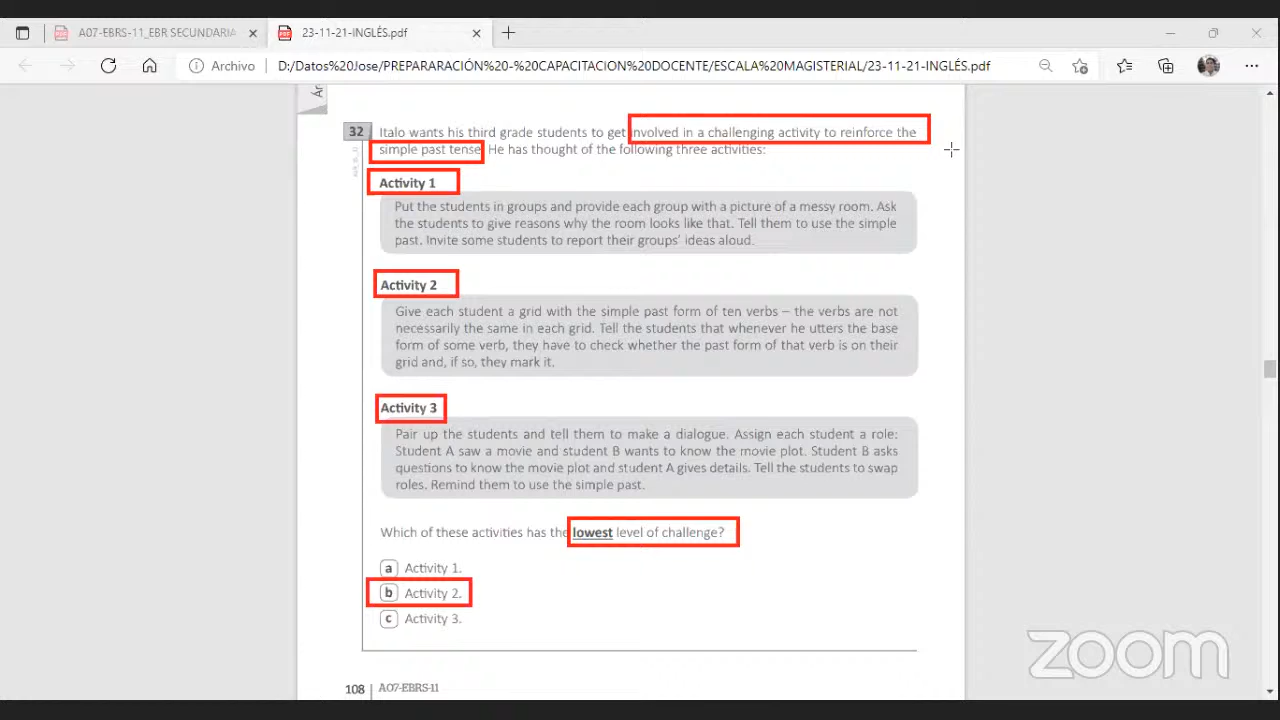 A07-EBRS-11_EBR SECUNDARIA
23-11-21-INGLÉS.pdf
Archivo
D:/Datos%20Jose/PREPARARACIÓN%20-%20CAPACITACION%20DOCENTE/ESCALA%20MAGISTERIAL/23-11-21-INGLÉS.pdf
32
Italo wants his third grade students to get involved in a challenging activity to reinforce the
simple past tense. He has thought of the following three activities:
Activity 1
Put the students in groups and provide each group with a picture of a messy room. Ask
the students to give reasons why the room looks like that. Tell them to use the simple
past. Invite some students to report their groups' ideas aloud.
Activity 2
Give each student a grid with the simple past form of ten verbs – the verbs are not
necessarily the same in each grid. Tell the students that whenever he utters the base
form of some verb, they have to check whether the past form of that verb is on their
grid and, if so, they mark it.
Activity 3
Pair up the students and tell them to make a dialogue. Assign each student a role:
Student A saw a movie and student B wants to know the movie plot. Student B asks
questions to know the movie plot and student A gives details. Tell the students to swap
roles. Remind them to use the simple past.
Which of these activities has the lowest level of challenge?
a Activity 1.
b Activity 2.
c Activity 3.
108 A07-EBRS-11
zoom